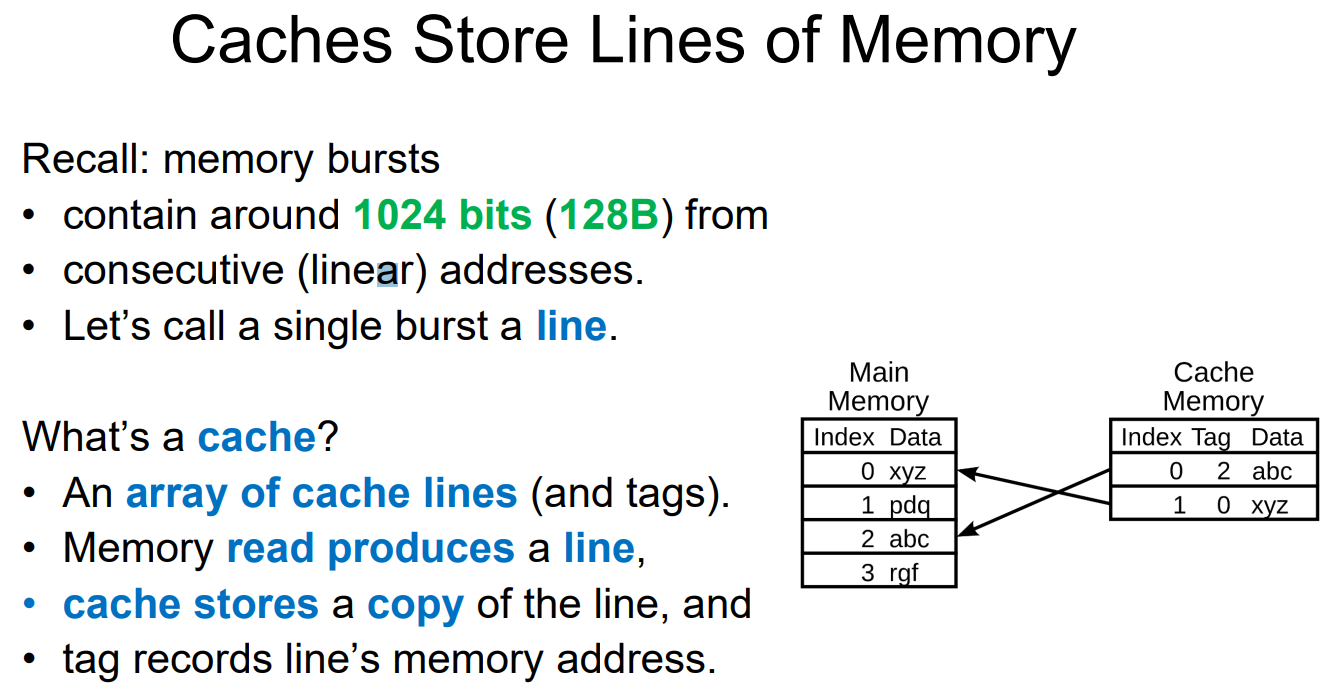 Caches Store Lines of Memory
Recall: memory bursts
• contain around 1024 bits (128B) from
• consecutive (linear) addresses.
• Let’s call a single burst a line.
What’s a cache?
• An array of cache lines (and tags).
• Memory read produces a line,
• cache stores a copy of the line, and
• tag records line’s memory address.
Main
Memory
Index Data
0 xyz
1 pdq
2 abc
3 rgf
Cache
Memory
Index Tag Data
0 2 abc
1 0 xyz